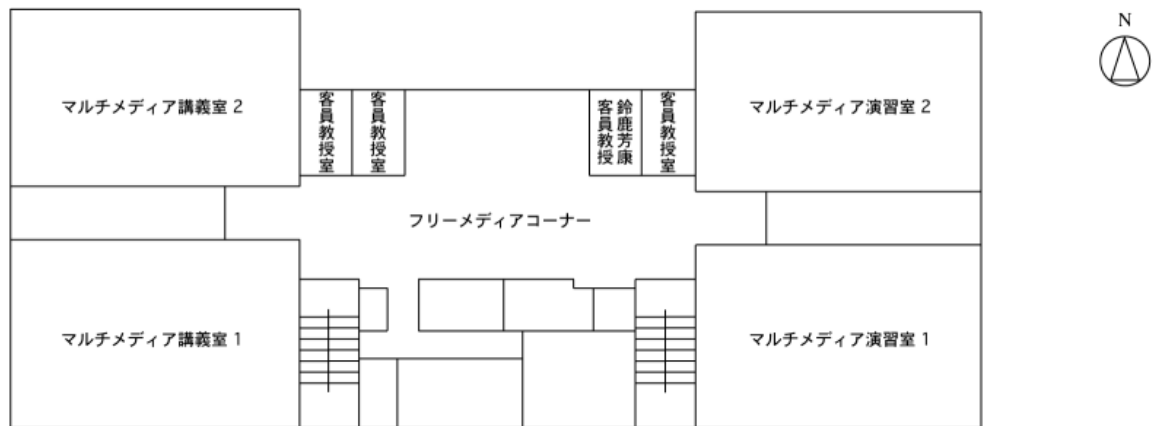 N
マルチメディア講義室 2
客員教授室
客員教授室
鈴鹿芳康
客員教授
客員教授室
マルチメディア演習室 2
フリーメディアコーナー
マルチメディア講義室 1
マルチメディア演習室 1